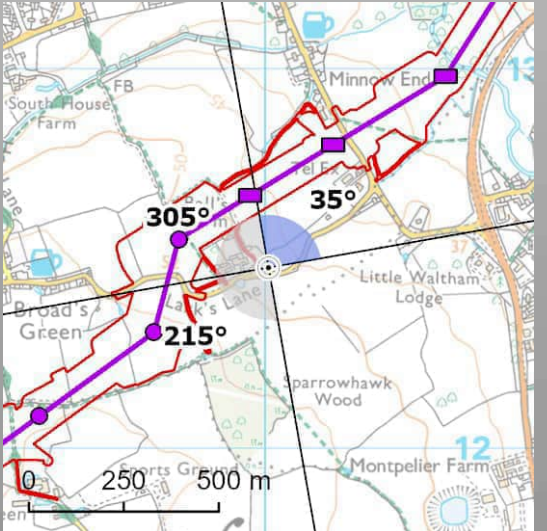 FB
South House
Farm
Minnow End
13
Tel Ex
305°
35°
37
Little Waltham
Lodge
Broad's
Green
Lark's Lane
215°
Sparrowhawk
Wood
12
Sports Ground
Montpelier Farm
0 250 500 m